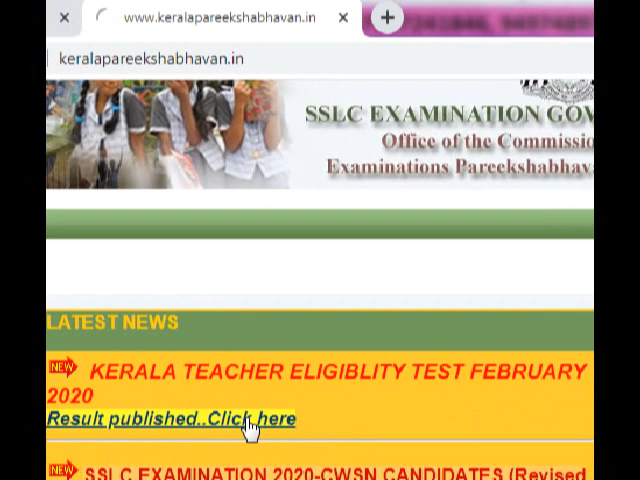 www.keralapareekshabhavan.in
keralapareekshabhavan.in
SSLC EXAMINATION GOV
Office of the Commissio
Examinations Pareekshabhav
LATEST NEWS
NEW KERALA TEACHER ELIGIBLITY TEST FEBRUARY
2020
Result published..Click here
NEW SSLC EXAMINATION 2020-CWSN CANDIDATES (Revised